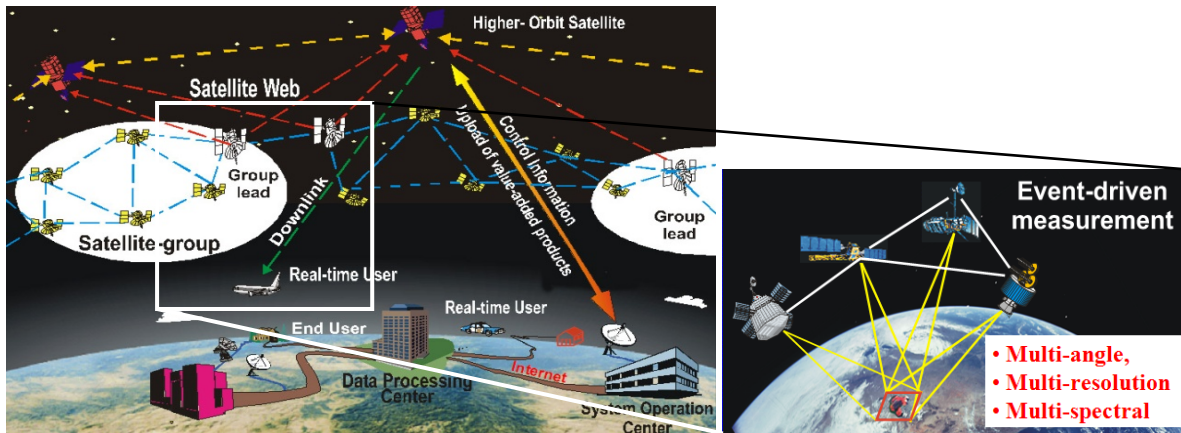 Higher- Orbit Satellite
Satellite Web
Group
lead
Satellite-group
Downlink
Control Information
Upload of value-added products
Group
lead
Real-time User
Real-time User
End User
Internet
Data Processing
Center
System Operation
Center
Event-driven
measurement
• Multi-angle,
• Multi-resolution
• Multi-spectral